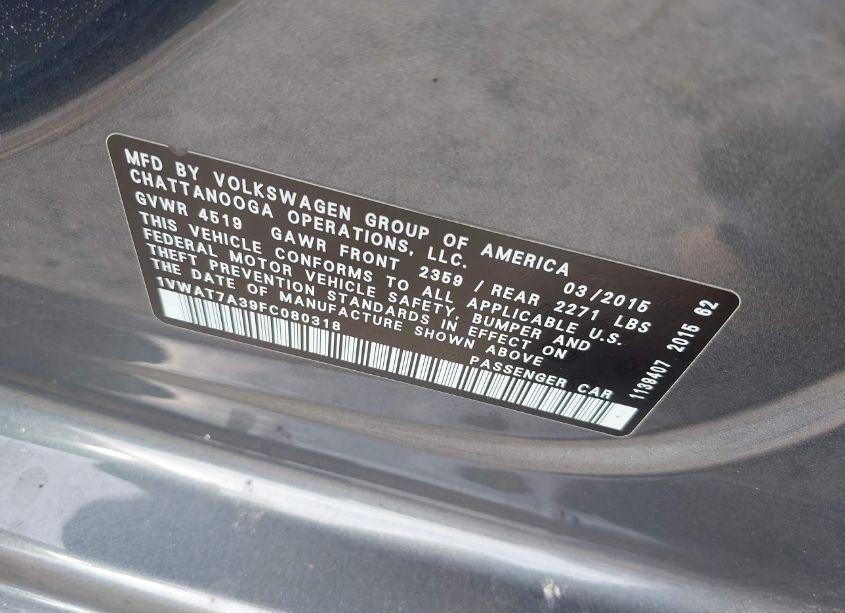 MFD BY VOLKSWAGEN GROUP OF AMERICA
CHATTANOOGA OPERATIONS, LLC. 03/2015
GVWR 4519 GAWR FRONT 2359 / REAR 2271 LBS
THIS VEHICLE CONFORMS TO ALL APPLICABLE U.S.
FEDERAL MOTOR VEHICLE SAFETY, BUMPER AND
THEFT PREVENTION STANDARDS IN EFFECT ON
THE DATE OF MANUFACTURE SHOWN ABOVE
1VWAT7A39FC080318 PASSENGER CAR
1139407 2015 62